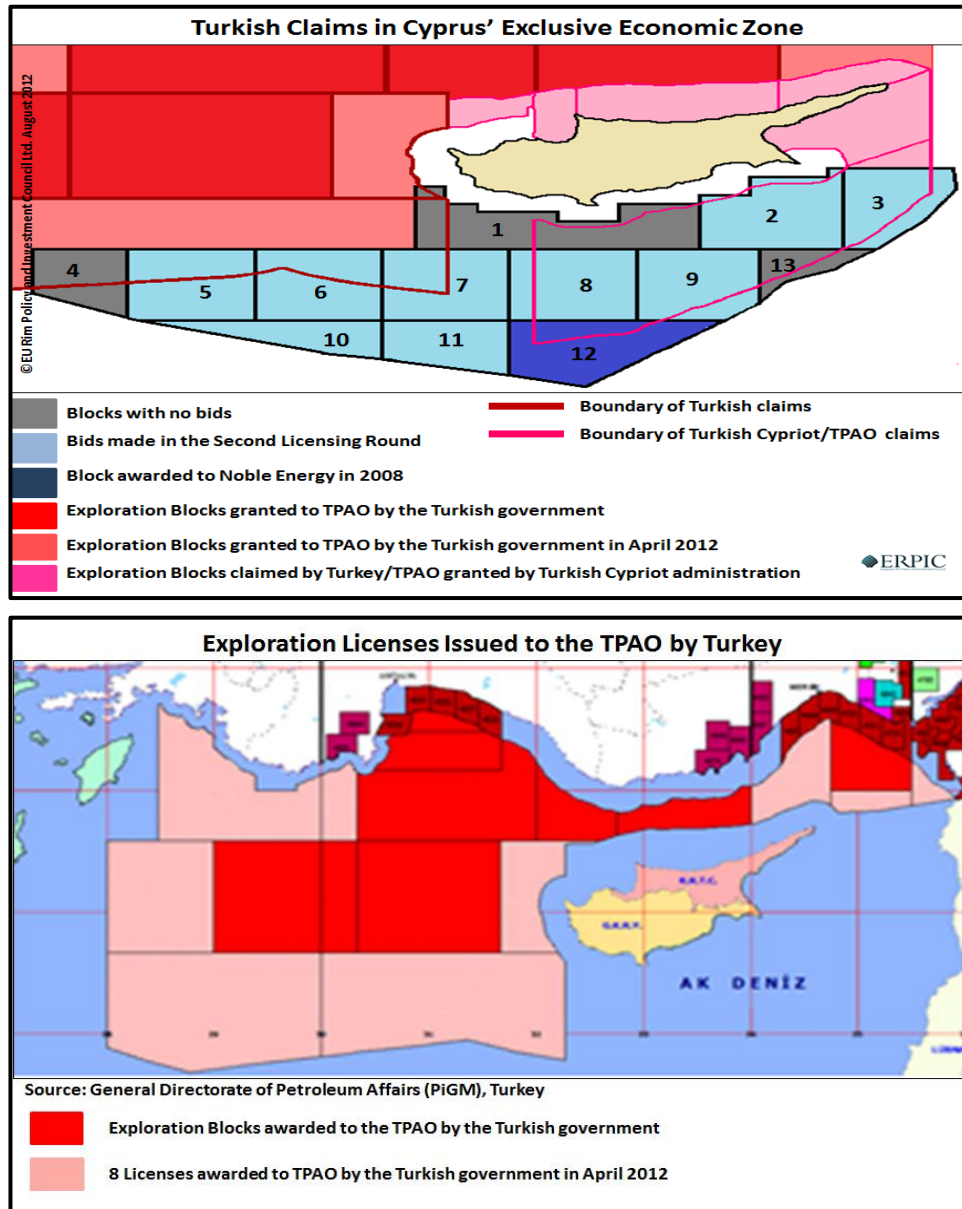 Turkish Claims in Cyprus' Exclusive Economic Zone
© EU Rim Policy and Investment Council Ltd. August 2012
1
2
3
4
5
6
7
8
9
13
10
11
12
Blocks with no bids
Bids made in the Second Licensing Round
Block awarded to Noble Energy in 2008
Exploration Blocks granted to TPAO by the Turkish government
Exploration Blocks granted to TPAO by the Turkish government in April 2012
Exploration Blocks claimed by Turkey/TPAO granted by Turkish Cypriot administration
Boundary of Turkish claims
Boundary of Turkish Cypriot/TPAO claims
ERPIC
Exploration Licenses Issued to the TPAO by Turkey
K.K.T.C.
G.K.R.Y.
AK DENİZ
Source: General Directorate of Petroleum Affairs (PiGM), Turkey
Exploration Blocks awarded to the TPAO by the Turkish government
8 Licenses awarded to TPAO by the Turkish government in April 2012